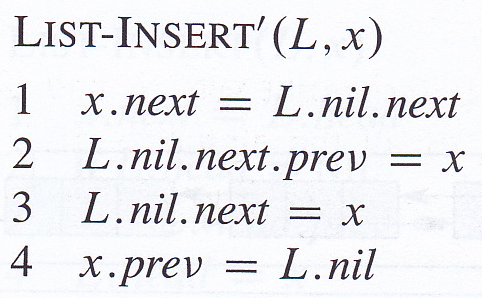 LIST-INSERT′(L, x)
1 x.next = L.nil.next
2 L.nil.next.prev = x
3 L.nil.next = x
4 x.prev = L.nil